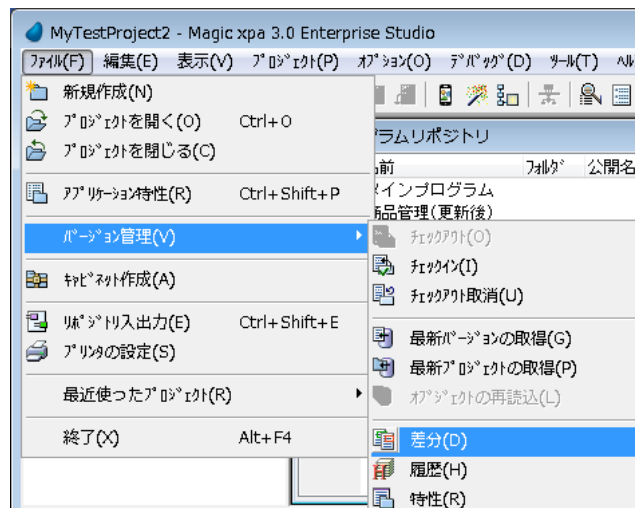 MyTestProject2 - Magic xpa 3.0 Enterprise Studio
ﾌｧｲﾙ(F) 編集(E) 表示(V) ﾌﾟﾛｼﾞｪｸﾄ(P) ｵﾌﾟｼｮﾝ(O) ﾃﾞﾊﾞｯｸﾞ(D) ﾂｰﾙ(T) ﾍﾙ
新規作成(N)
ﾌﾟﾛｼﾞｪｸﾄを開く(O) Ctrl+O
ﾌﾟﾛｼﾞｪｸﾄを閉じる(C)
ｱﾌﾟﾘｹｰｼｮﾝ特性(R) Ctrl+Shift+P
ﾊﾞｰｼﾞｮﾝ管理(V)
ｷｬﾋﾞﾈｯﾄ作成(A)
ﾘﾎﾟｼﾞﾄﾘ入出力(E) Ctrl+Shift+E
ﾌﾟﾘﾝﾀの設定(S)
最近使ったﾌﾟﾛｼﾞｪｸﾄ(R)
終了(X) Alt+F4
ラムリポジトリ
前 ﾌｫﾙﾀﾞ 公開名
インプログラム
商品管理(更新後)
ﾁｪｯｸｱｳﾄ(O)
ﾁｪｯｸｲﾝ(I)
ﾁｪｯｸｱｳﾄ取消(U)
最新ﾊﾞｰｼﾞｮﾝの取得(G)
最新ﾌﾟﾛｼﾞｪｸﾄの取得(P)
ｵﾌﾞｼﾞｪｸﾄの再読込(L)
差分(D)
履歴(H)
特性(R)